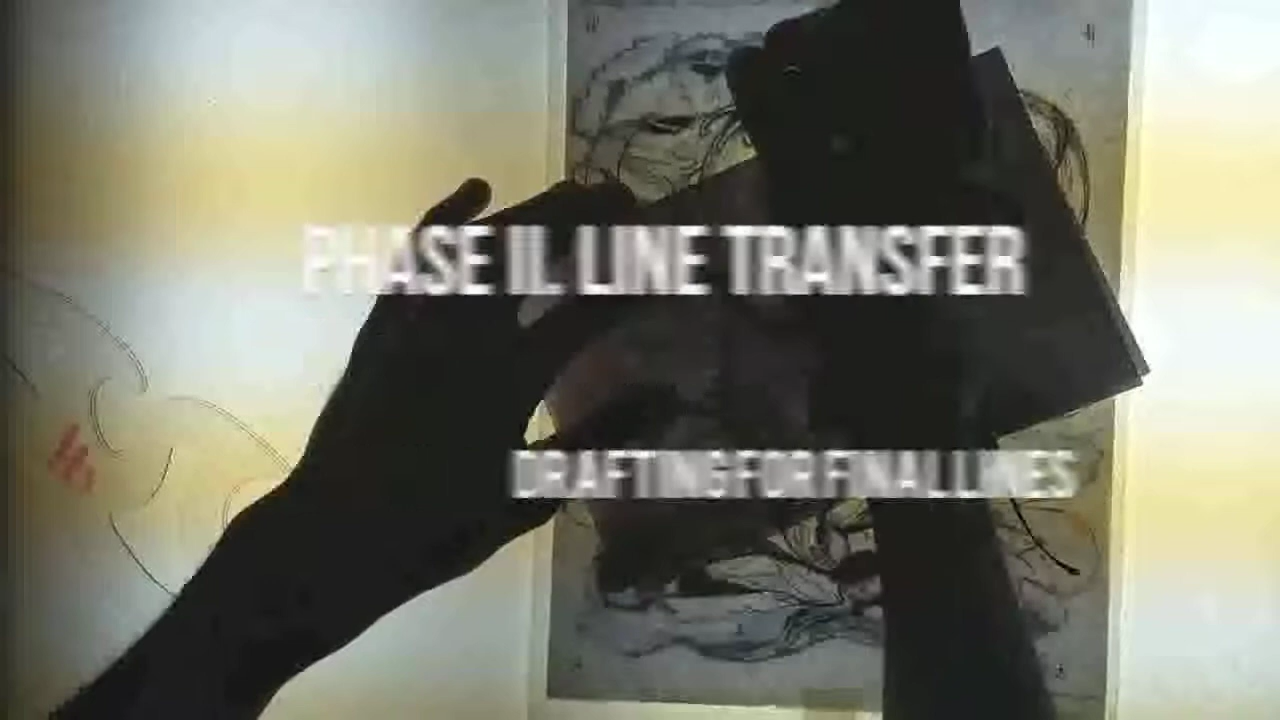 PHASE II. LINE TRANSFER
DRAFTING FOR FINAL LINES